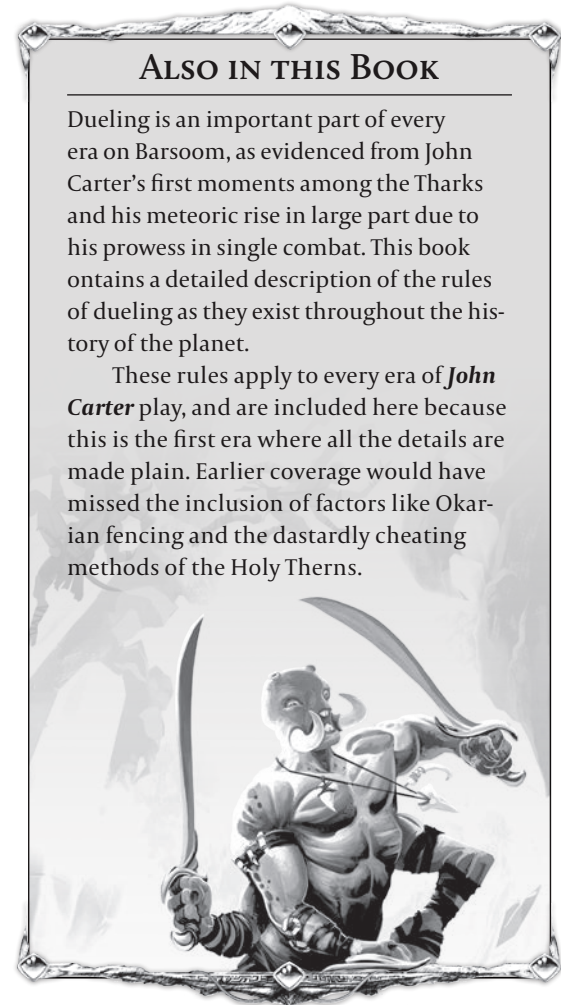 Also in this Book
Dueling is an important part of every
era on Barsoom, as evidenced from John
Carter’s first moments among the Tharks
and his meteoric rise in large part due to
his prowess in single combat. This book
ontains a detailed description of the rules
of dueling as they exist throughout the his-
tory of the planet.
These rules apply to every era of John
Carter play, and are included here because
this is the first era where all the details are
made plain. Earlier coverage would have
missed the inclusion of factors like Okar-
ian fencing and the dastardly cheating
methods of the Holy Therns.